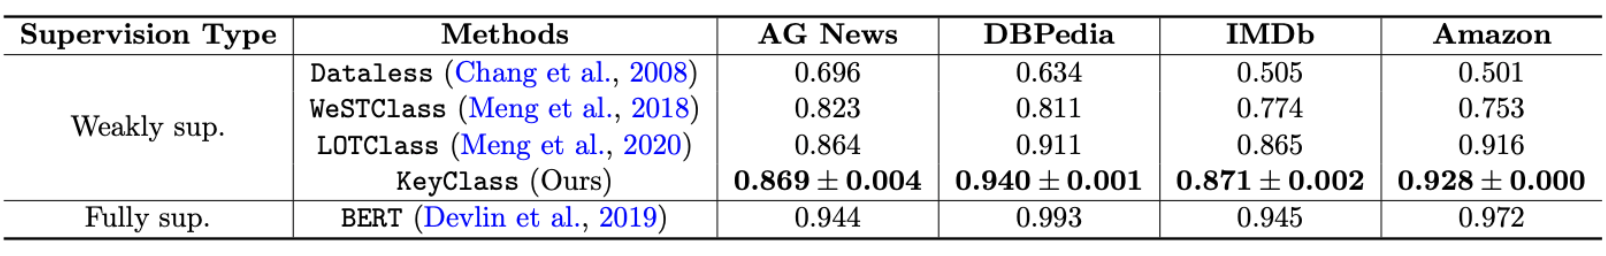 Supervision Type Methods AG News DBPedia IMDb Amazon
Dataless (Chang et al., 2008) 0.696 0.634 0.505 0.501
WeSTClass (Meng et al., 2018) 0.823 0.811 0.774 0.753
Weakly sup.
LOTClass (Meng et al., 2020) 0.864 0.911 0.865 0.916
KeyClass (Ours) 0.869 ± 0.004 0.940 ± 0.001 0.871 ± 0.002 0.928 ± 0.000
Fully sup. BERT (Devlin et al., 2019) 0.944 0.993 0.945 0.972